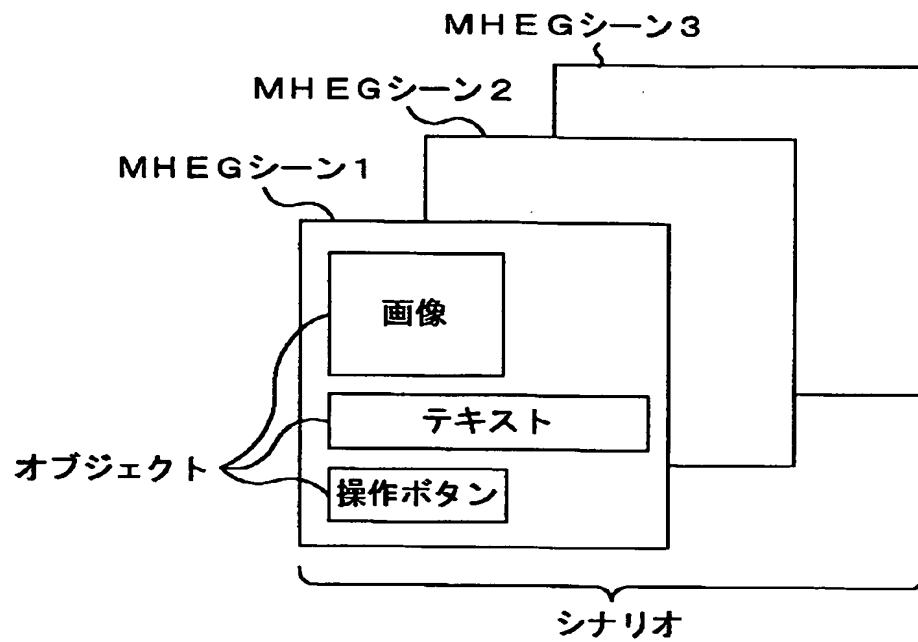 MHEGシーン3
MHEGシーン2
MHEGシーン1
画像
テキスト
オブジェクト
操作ボタン
シナリオ